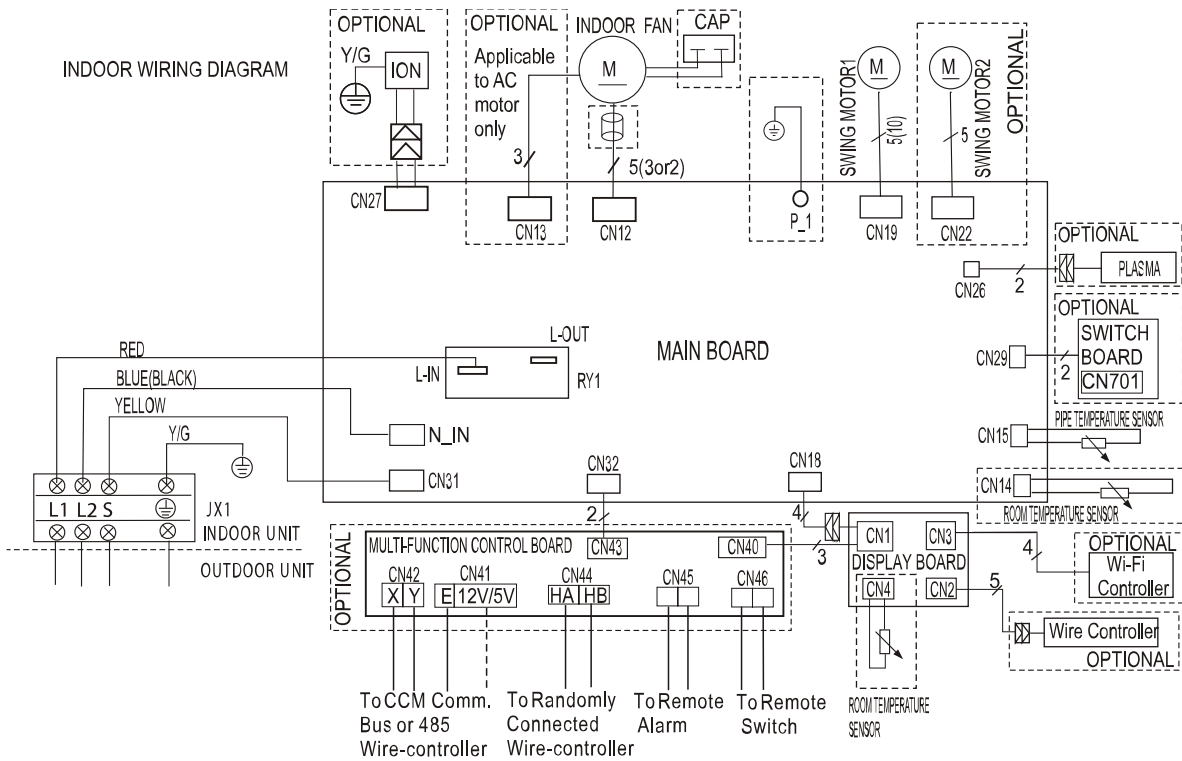 INDOOR WIRING DIAGRAM
OPTIONAL
Y/G
ION
CN27
OPTIONAL
Applicable
to AC
motor
only
3
CN13
INDOOR FAN
M
CAP
5(3or2)
CN12
P_1
M
SWING MOTOR1
5(10)
CN19
M
SWING MOTOR2
5
OPTIONAL
CN22
OPTIONAL
PLASMA
CN26
2
OPTIONAL
SWITCH
BOARD
CN701
CN29
2
PIPE TEMPERATURE SENSOR
CN15
CN14
ROOM TEMPERATURE SENSOR
MAIN BOARD
L-OUT
L-IN
RY1
RED
BLUE(BLACK)
YELLOW
Y/G
N_IN
CN31
L1 L2 S
JX1
INDOOR UNIT
OUTDOOR UNIT
CN32
2
CN18
4
OPTIONAL
MULTI-FUNCTION CONTROL BOARD
CN43
CN40
3
CN42
X Y
CN41
E 12V/5V
CN44
HA HB
CN45
CN46
To CCM Comm.
Bus or 485
Wire-controller
To Randomly
Connected
Wire-controller
To Remote
Alarm
To Remote
Switch
CN1
CN3
DISPLAY BOARD
CN4
CN2
ROOM TEMPERATURE
SENSOR
4
OPTIONAL
Wi-Fi
Controller
5
Wire Controller
OPTIONAL